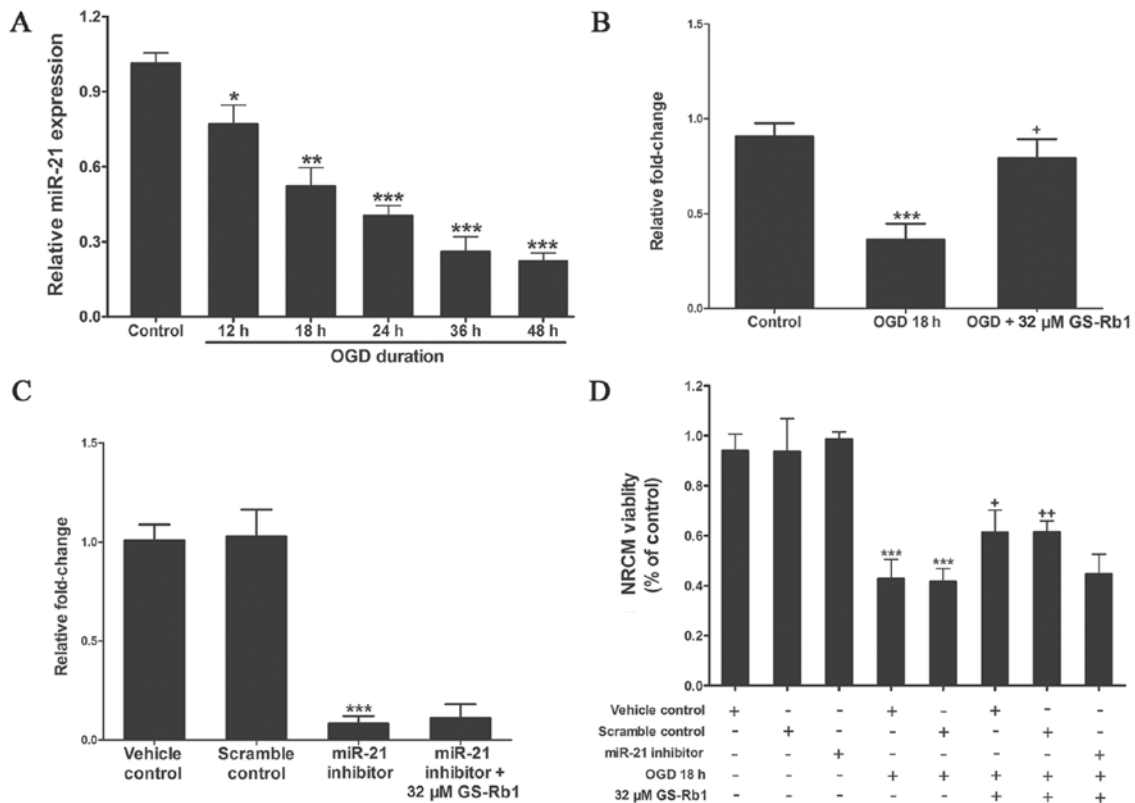 A
Relative miR-21 expression
1.2
0.9
0.6
0.3
0.0
*
**
***
***
***
Control
12 h
18 h
24 h
36 h
48 h
OGD duration
B
Relative fold-change
1.5
1.0
0.5
0.0
***
+
Control
OGD 18 h
OGD + 32 µM GS-Rb1
C
Relative fold-change
1.5
1.0
0.5
0.0
***
Vehicle control
Scramble control
miR-21 inhibitor
miR-21 inhibitor + 32 µM GS-Rb1
D
NRCM viablity
(% of control)
1.2
1.0
0.8
0.6
0.4
0.2
0.0
***
***
+
++
Vehicle control + - - + - + - -
Scramble control - + - - + - + -
miR-21 inhibitor - - + - - - - +
OGD 18 h - - - + + + + +
32 µM GS-Rb1 - - - - - + + +